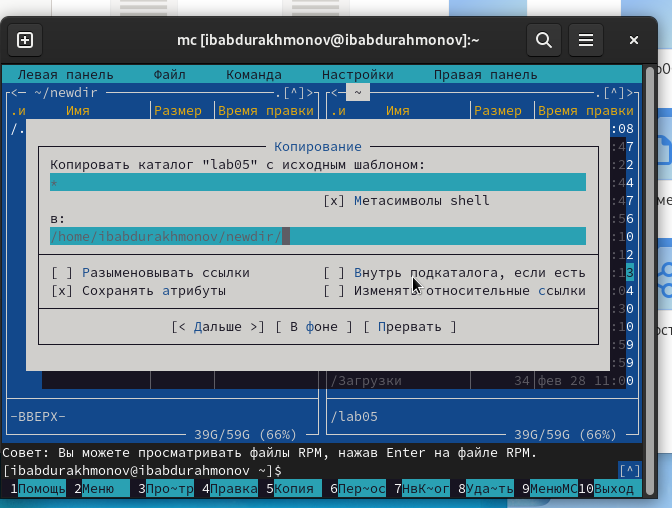 mc [ibabdurakhmonov@ibabdurahmonov]:~
Левая панель Файл Команда Настройки Правая панель
<— ~/newdir .[^]> <— ~ .[^]>
.и Имя Размер Время правки .и Имя Размер Время правки
/. :08
Копирование :47
Копировать каталог "lab05" с исходным шаблоном: :22
* :44
[x] Метасимволы shell :47
в: :56
/home/ibabdurakhmonov/newdir/ :10
:12
[ ] Разыменовывать ссылки [ ] Внутрь подкаталога, если есть :13
[x] Сохранять атрибуты [ ] Изменять относительные ссылки :04
:30
[< Дальше >] [ В фоне ] [ Прервать ] :10
:59
:59
/Загрузки 34 фев 28 11:00
-ВВЕРХ- /lab05
39G/59G (66%) 39G/59G (66%)
Совет: Вы можете просматривать файлы RPM, нажав Enter на файле RPM.
[ibabdurakhmonov@ibabdurahmonov ~]$ [^]
1Помощь 2Меню 3Про~тр 4Правка 5Копия 6Пер~ос 7НвК~ог 8Уда~ть 9МенюMC 10Выход